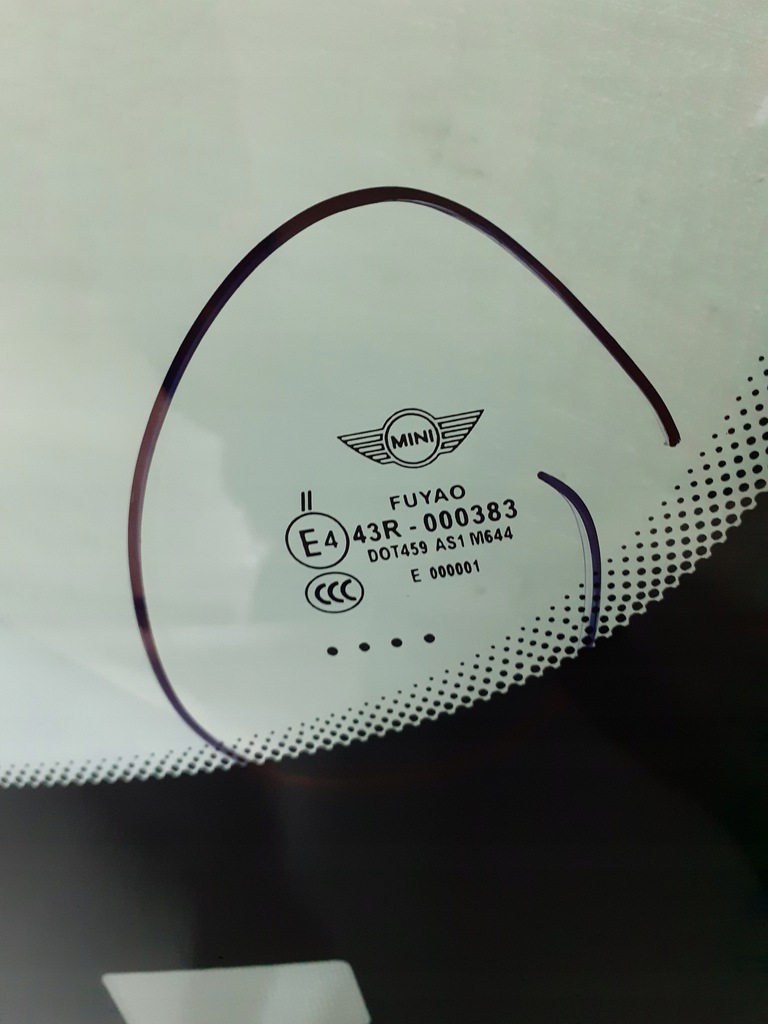 MINI
FUYAO
II
E4 43R - 000383
DOT459 AS1 M644
CCC E 000001